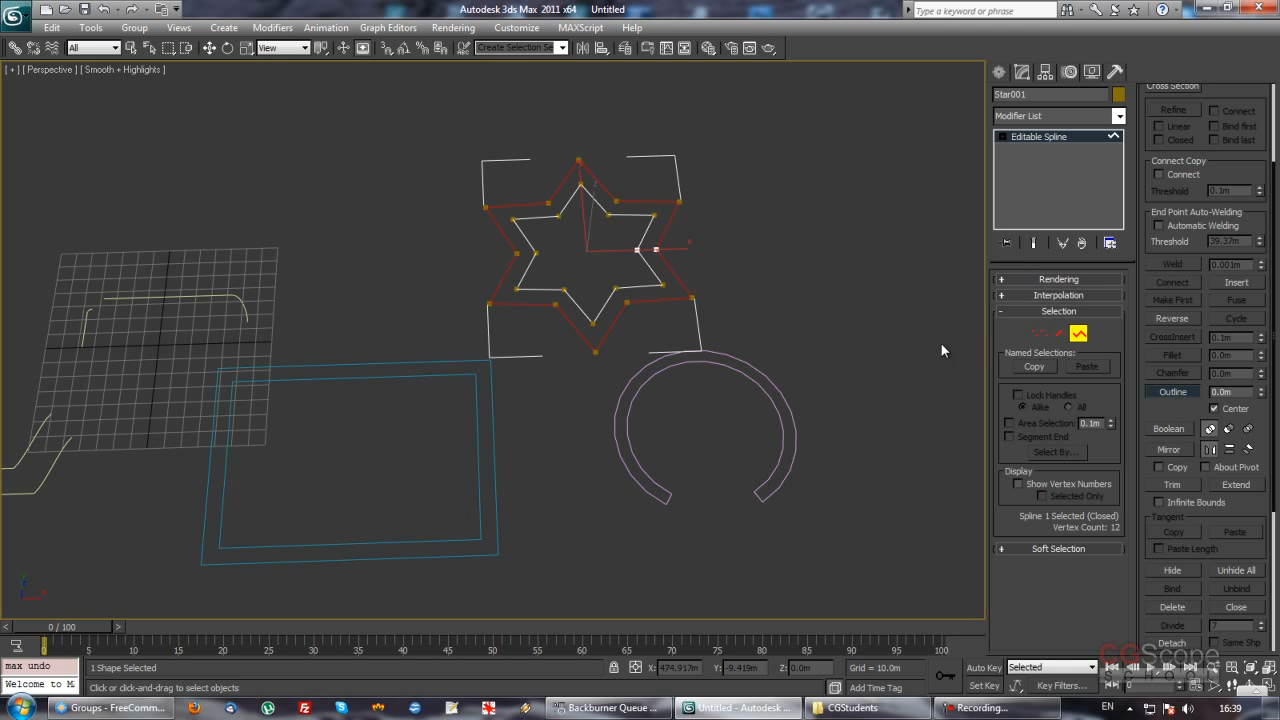 Autodesk 3ds Max 2011 x64 Untitled
Type a keyword or phrase
Edit Tools Group Views Create Modifiers Animation Graph Editors Rendering Customize MAXScript Help
All View Create Selection Se
[ + ] [ Perspective ] [ Smooth + Highlights ]
Star001
Modifier List
Editable Spline
Rendering
Interpolation
Selection
Named Selections:
Copy Paste
Lock Handles
Alike All
Area Selection: 0.1m
Segment End
Select By...
Display
Show Vertex Numbers
Selected Only
Spline 1 Selected (Closed)
Vertex Count: 12
Soft Selection
Cross Section
Refine Connect
Linear Bind first
Closed Bind last
Connect Copy
Connect
Threshold 0.1m
End Point Auto-Welding
Automatic Welding
Threshold 39.37m
Weld 0.001m
Connect Insert
Make First Fuse
Reverse Cycle
CrossInsert 0.1m
Fillet 0.0m
Chamfer 0.0m
Outline 0.0m
Center
Boolean
Mirror
Copy About Pivot
Trim Extend
Infinite Bounds
Tangent
Copy Paste
Paste Length
Hide Unhide All
Bind Unbind
Delete Close
Divide 7
Detach Same Shp
CGScope
school
0 / 100
0 5 10 15 20 25 30 35 40 45 50 55 60 65 70 75 80 85 90 95 100
max undo
Welcome to M
1 Shape Selected
Click or click-and-drag to select objects
X: 474.917m Y: -9.419m Z: 0.0m Grid = 10.0m
Add Time Tag
Auto Key Selected
Set Key Key Filters... 0
Groups - FreeComm...
Backburner Queue ...
Untitled - Autodesk ...
CGStudents
Recording...
EN 16:39